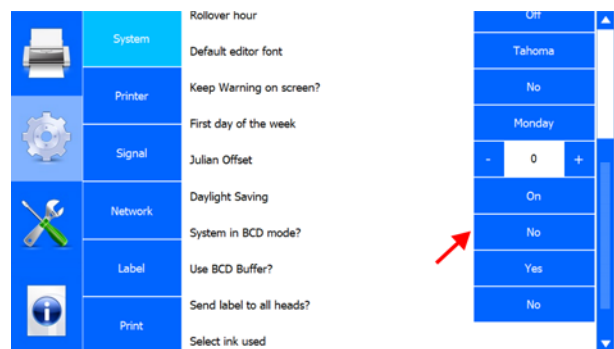 Rollover hour Off
System
Default editor font Tahoma
Keep Warning on screen? No
Printer
First day of the week Monday
Signal
Julian Offset - 0 +
Daylight Saving On
Network
System in BCD mode? No
Label
Use BCD Buffer? Yes
Send label to all heads? No
Print
Select ink used